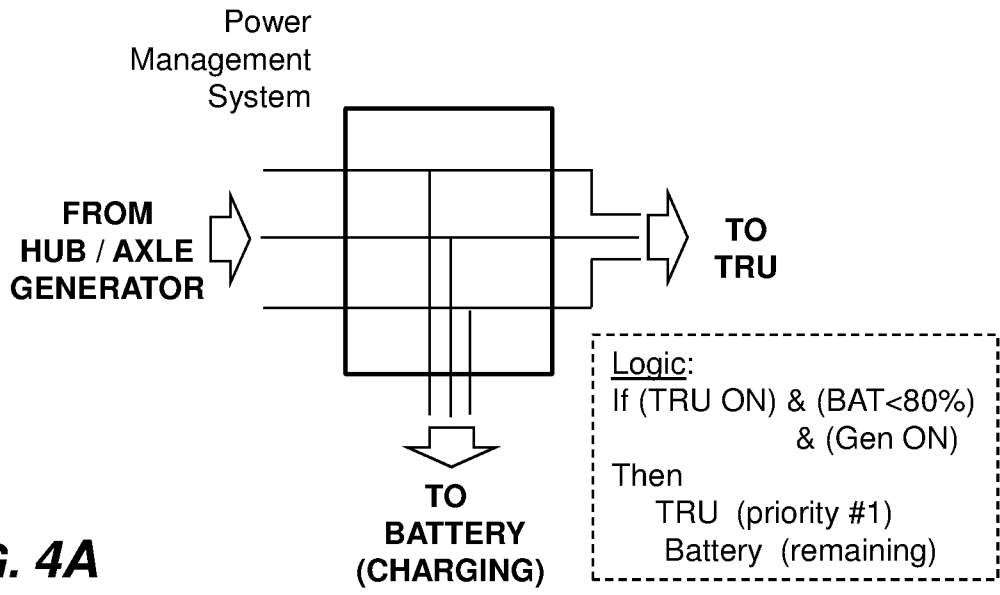 Power
Management
System
FROM
HUB / AXLE
GENERATOR
TO
TRU
TO
BATTERY
(CHARGING)
Logic:
If (TRU ON) & (BAT<80%)
& (Gen ON)
Then
TRU (priority #1)
Battery (remaining)
4A